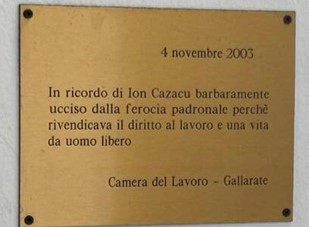 4 novembre 2003
In ricordo di Ion Cazacu barbaramente
ucciso dalla ferocia padronale perchè
rivendicava il diritto al lavoro e una vita
da uomo libero
Camera del Lavoro - Gallarate